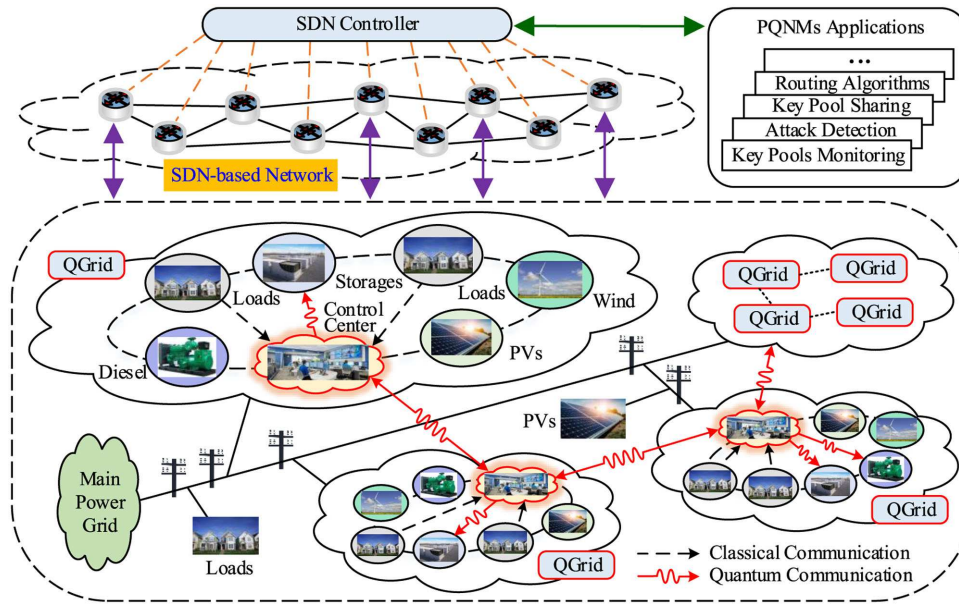 SDN Controller
PQNMs Applications
...
Routing Algorithms
Key Pool Sharing
Attack Detection
Key Pools Monitoring
SDN-based Network
QGrid
Loads
Storages
Loads
Wind
Control
Center
PVs
Diesel
QGrid
QGrid
QGrid
QGrid
PVs
Main
Power
Grid
Loads
QGrid
QGrid
Classical Communication
Quantum Communication